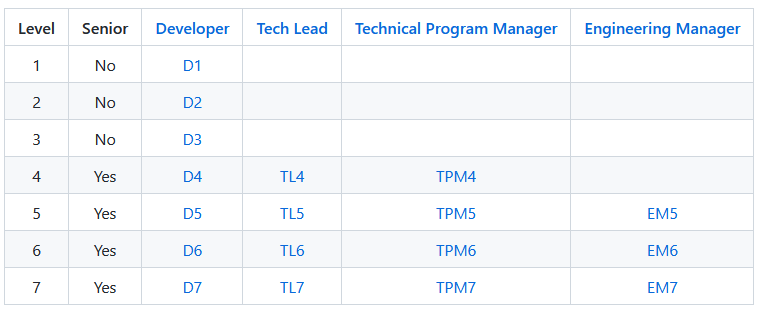 Level Senior Developer Tech Lead Technical Program Manager Engineering Manager
1 No D1
2 No D2
3 No D3
4 Yes D4 TL4 TPM4
5 Yes D5 TL5 TPM5 EM5
6 Yes D6 TL6 TPM6 EM6
7 Yes D7 TL7 TPM7 EM7